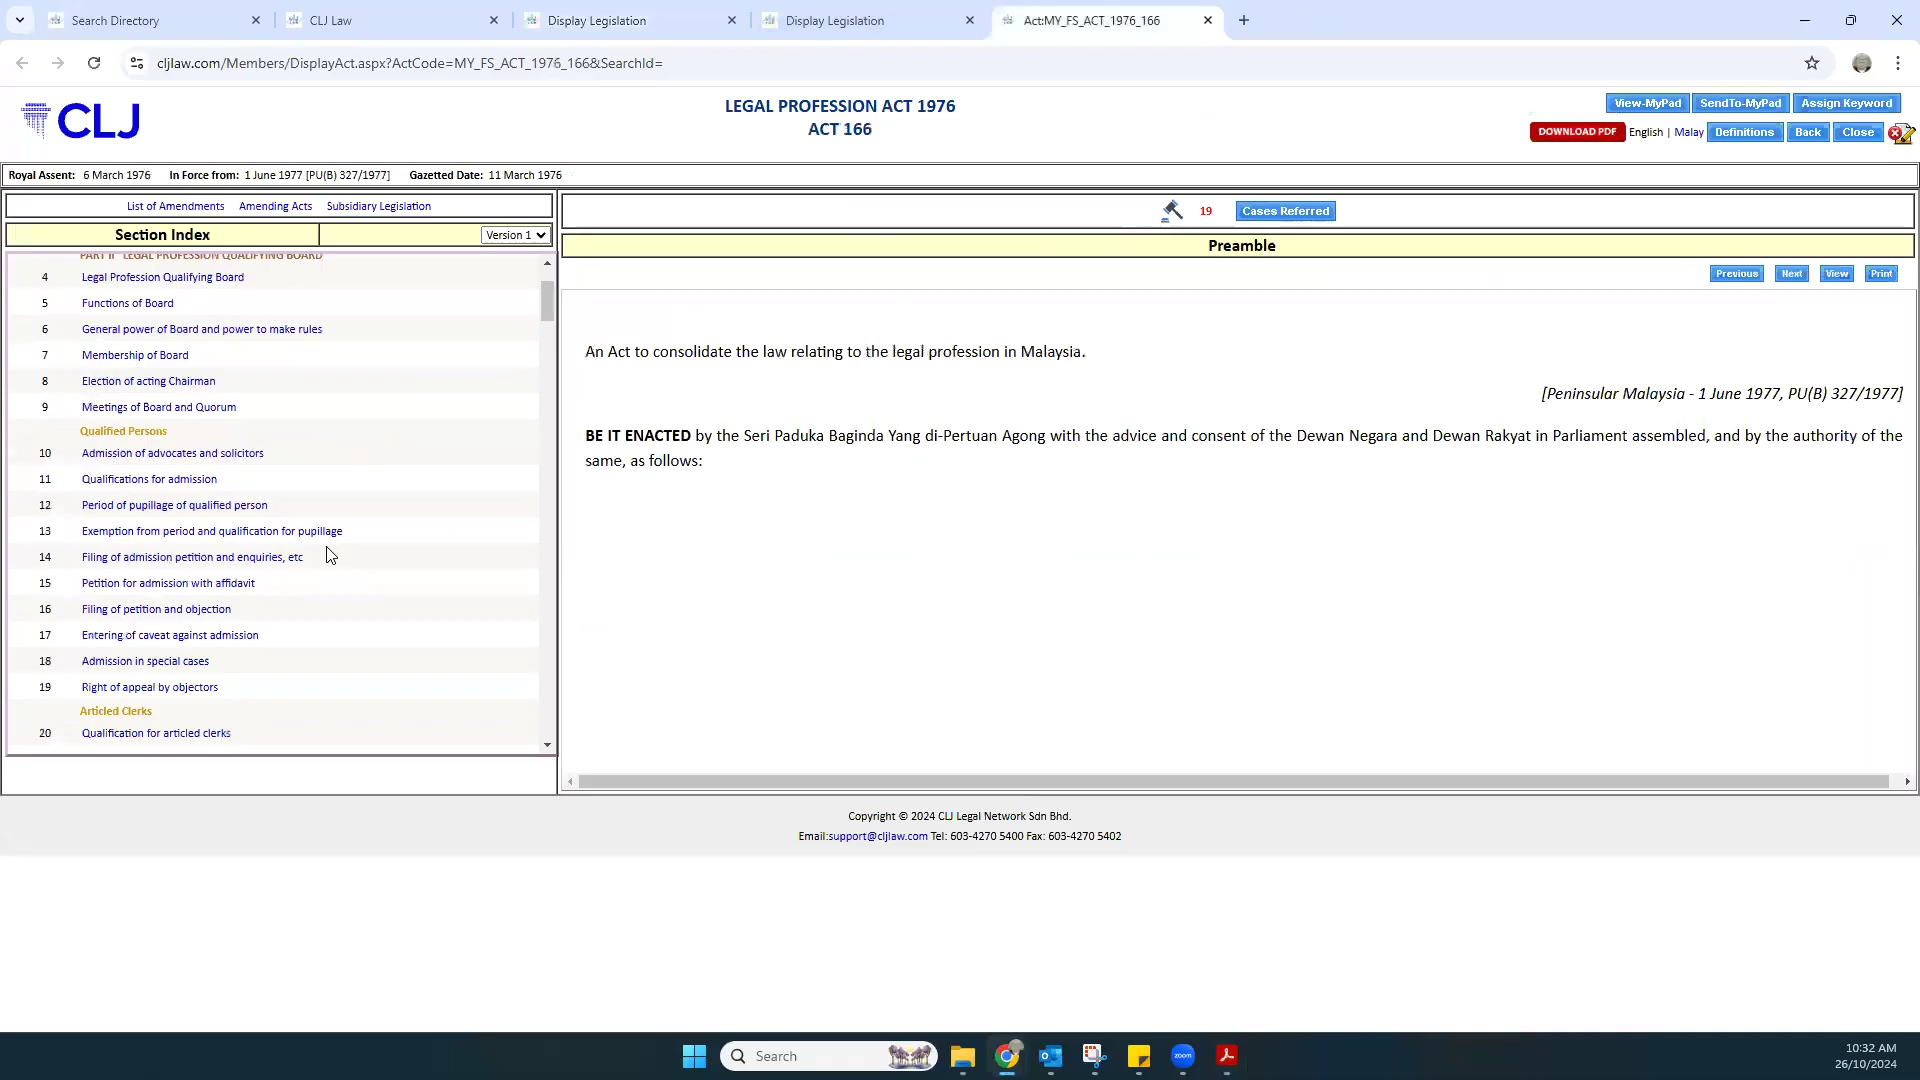 Search Directory
CLJ Law
Display Legislation
Display Legislation
Act:MY_FS_ACT_1976_166
cljlaw.com/Members/DisplayAct.aspx?ActCode=MY_FS_ACT_1976_166&SearchId=
CLJ
LEGAL PROFESSION ACT 1976
ACT 166
View-MyPad SendTo-MyPad Assign Keyword
DOWNLOAD PDF English | Malay Definitions Back Close
Royal Assent: 6 March 1976 In Force from: 1 June 1977 [PU(B) 327/1977] Gazetted Date: 11 March 1976
List of Amendments Amending Acts Subsidiary Legislation
Section Index Version 1
PART II LEGAL PROFESSION QUALIFYING BOARD
4 Legal Profession Qualifying Board
5 Functions of Board
6 General power of Board and power to make rules
7 Membership of Board
8 Election of acting Chairman
9 Meetings of Board and Quorum
Qualified Persons
10 Admission of advocates and solicitors
11 Qualifications for admission
12 Period of pupillage of qualified person
13 Exemption from period and qualification for pupillage
14 Filing of admission petition and enquiries, etc
15 Petition for admission with affidavit
16 Filing of petition and objection
17 Entering of caveat against admission
18 Admission in special cases
19 Right of appeal by objectors
Articled Clerks
20 Qualification for articled clerks
19 Cases Referred
Preamble
Previous Next View Print
An Act to consolidate the law relating to the legal profession in Malaysia.
[Peninsular Malaysia - 1 June 1977, PU(B) 327/1977]
BE IT ENACTED by the Seri Paduka Baginda Yang di-Pertuan Agong with the advice and consent of the Dewan Negara and Dewan Rakyat in Parliament assembled, and by the authority of the
same, as follows:
Copyright © 2024 CLJ Legal Network Sdn Bhd.
Email:support@cljlaw.com Tel: 603-4270 5400 Fax: 603-4270 5402
Search
zoom
10:32 AM
26/10/2024